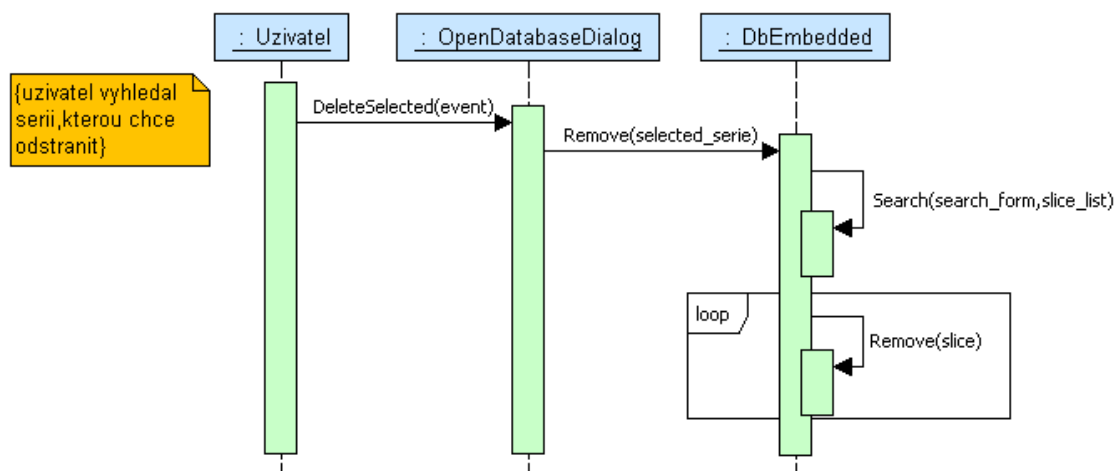 : Uzivatel
: OpenDatabaseDialog
: DbEmbedded
{uzivatel vyhledal
serii,kterou chce
odstranit}
DeleteSelected(event)
Remove(selected_serie)
Search(search_form,slice_list)
loop
Remove(slice)